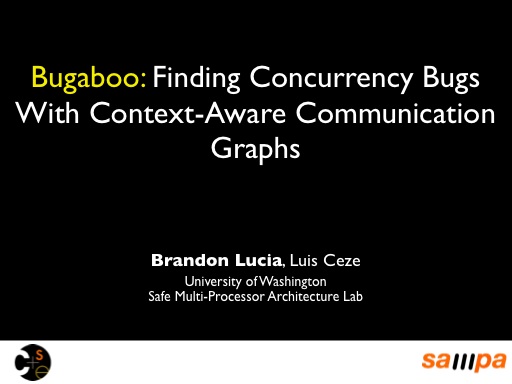 Bugaboo: Finding Concurrency Bugs
With Context-Aware Communication
Graphs
Brandon Lucia, Luis Ceze
University of Washington
Safe Multi-Processor Architecture Lab
C+se
sampa